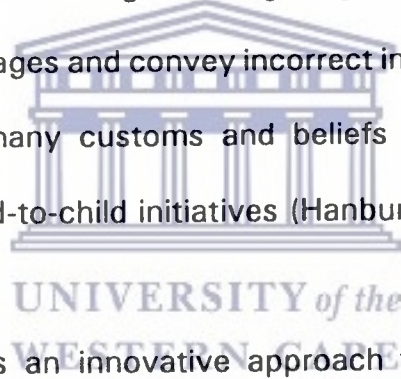 ages and convey incorrect in
many customs and beliefs
d-to-child initiatives (Hanbur
UNIVERSITY of the
s an innovative approach
WESTERN CAPE